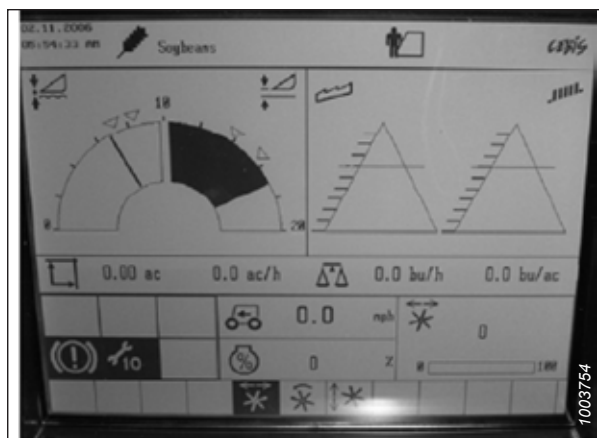 02.11.2006
05:54:33 AM
Soybeans
CEBIS
10
0
20
0.00 ac
0.0 ac/h
0.0 bu/h
0.0 bu/ac
0.0 mph
0
10
%
0 %
0
100
1003754